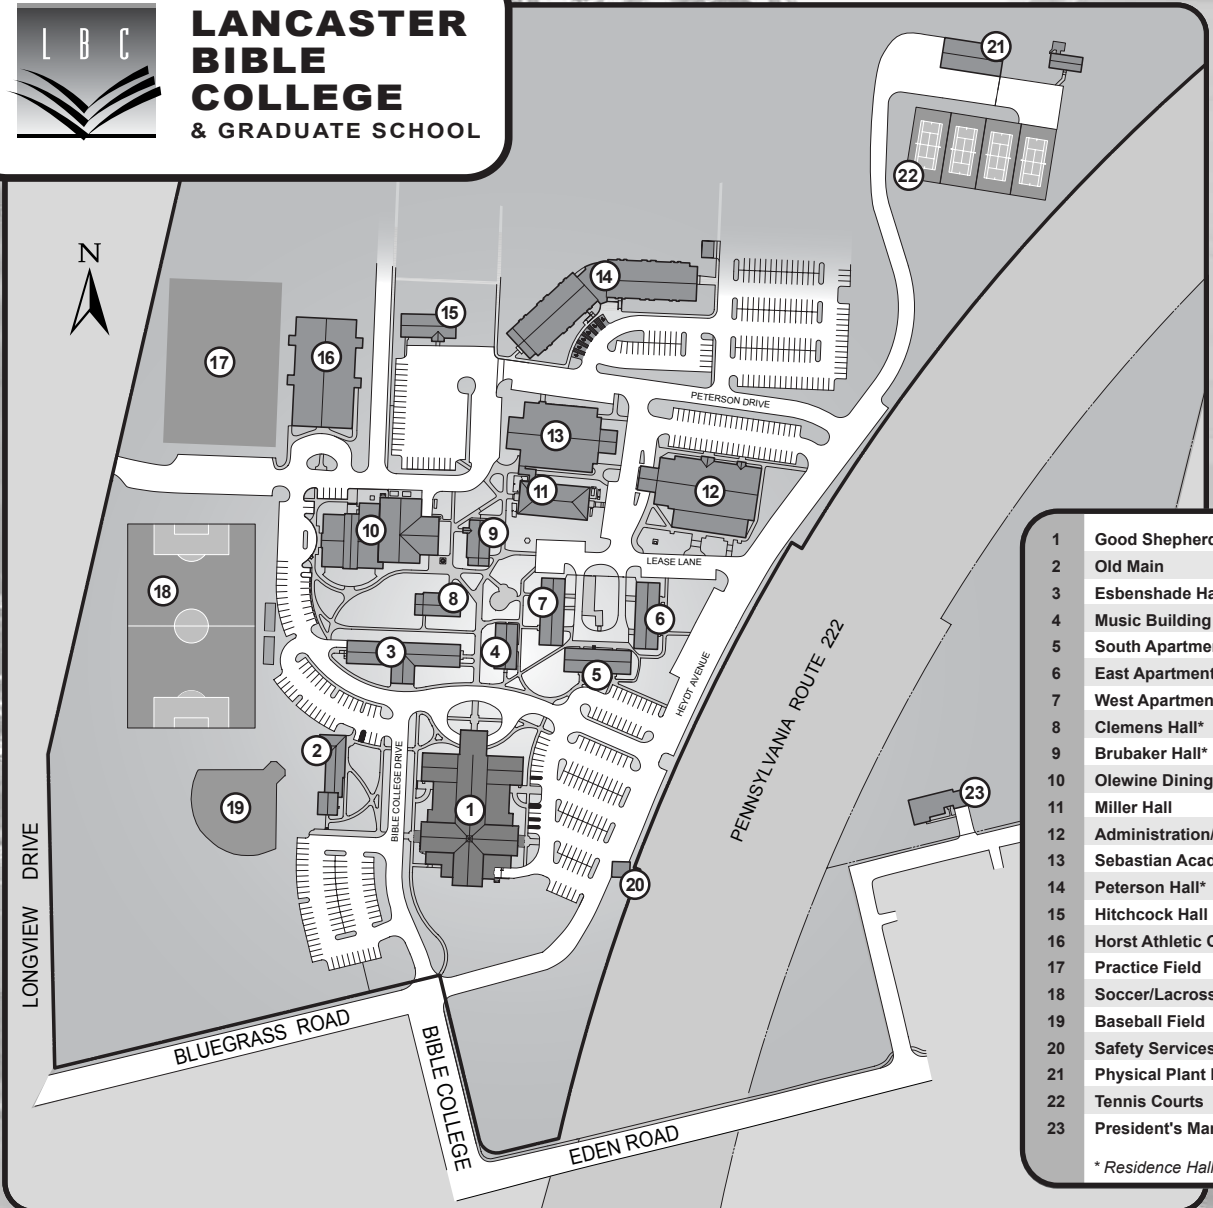 L B C
LANCASTER
BIBLE
COLLEGE
& GRADUATE SCHOOL
N
21
22
14
15
17
16
PETERSON DRIVE
13
12
11
10
9
LEASE LANE
18
8
7
6
3
4
5
HEYDT AVENUE
PENNSYLVANIA ROUTE 222
2
BIBLE COLLEGE DRIVE
1
19
23
20
LONGVIEW DRIVE
BLUEGRASS ROAD
BIBLE COLLEGE
EDEN ROAD
1 Good Shepherd
2 Old Main
3 Esbenshade Ha
4 Music Building
5 South Apartme
6 East Apartment
7 West Apartmen
8 Clemens Hall*
9 Brubaker Hall*
10 Olewine Dining
11 Miller Hall
12 Administration/
13 Sebastian Acad
14 Peterson Hall*
15 Hitchcock Hall
16 Horst Athletic C
17 Practice Field
18 Soccer/Lacross
19 Baseball Field
20 Safety Services
21 Physical Plant
22 Tennis Courts
23 President's Ma
* Residence Hall